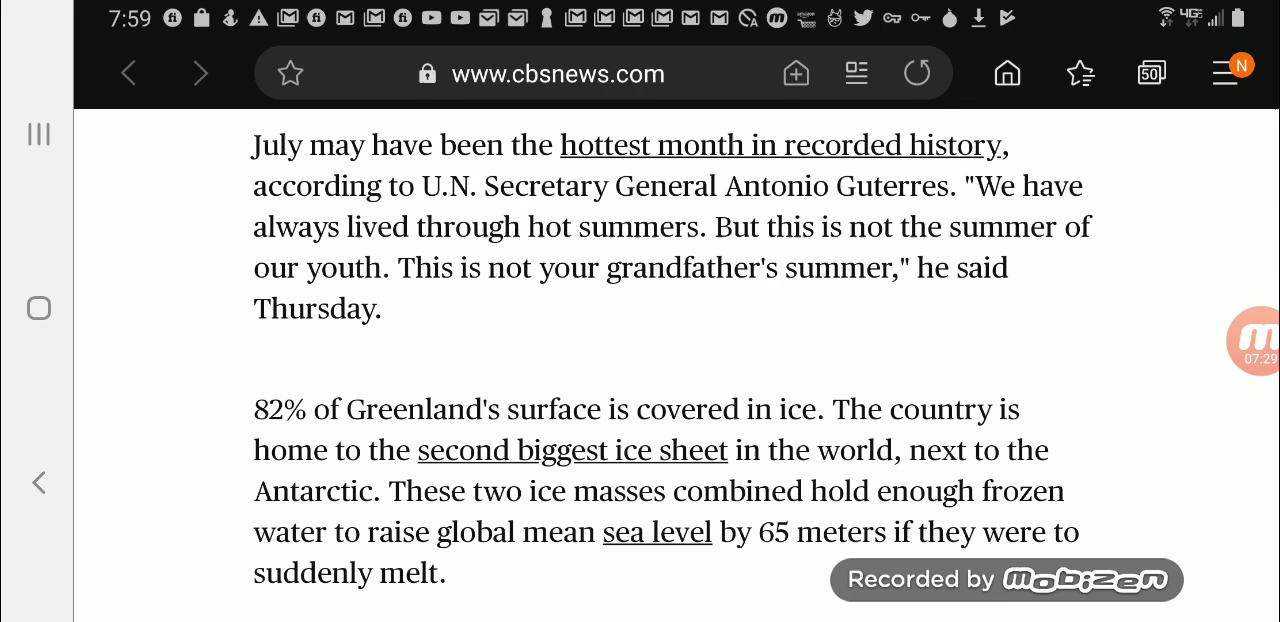 7:59
4GE
www.cbsnews.com
50
N
July may have been the hottest month in recorded history,
according to U.N. Secretary General Antonio Guterres. "We have
always lived through hot summers. But this is not the summer of
our youth. This is not your grandfather's summer," he said
Thursday.
07:29
82% of Greenland's surface is covered in ice. The country is
home to the second biggest ice sheet in the world, next to the
Antarctic. These two ice masses combined hold enough frozen
water to raise global mean sea level by 65 meters if they were to
suddenly melt.
Recorded by mobizen